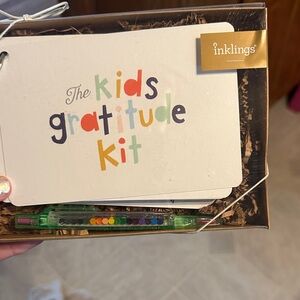 inklings
The kids
gratitude
kit